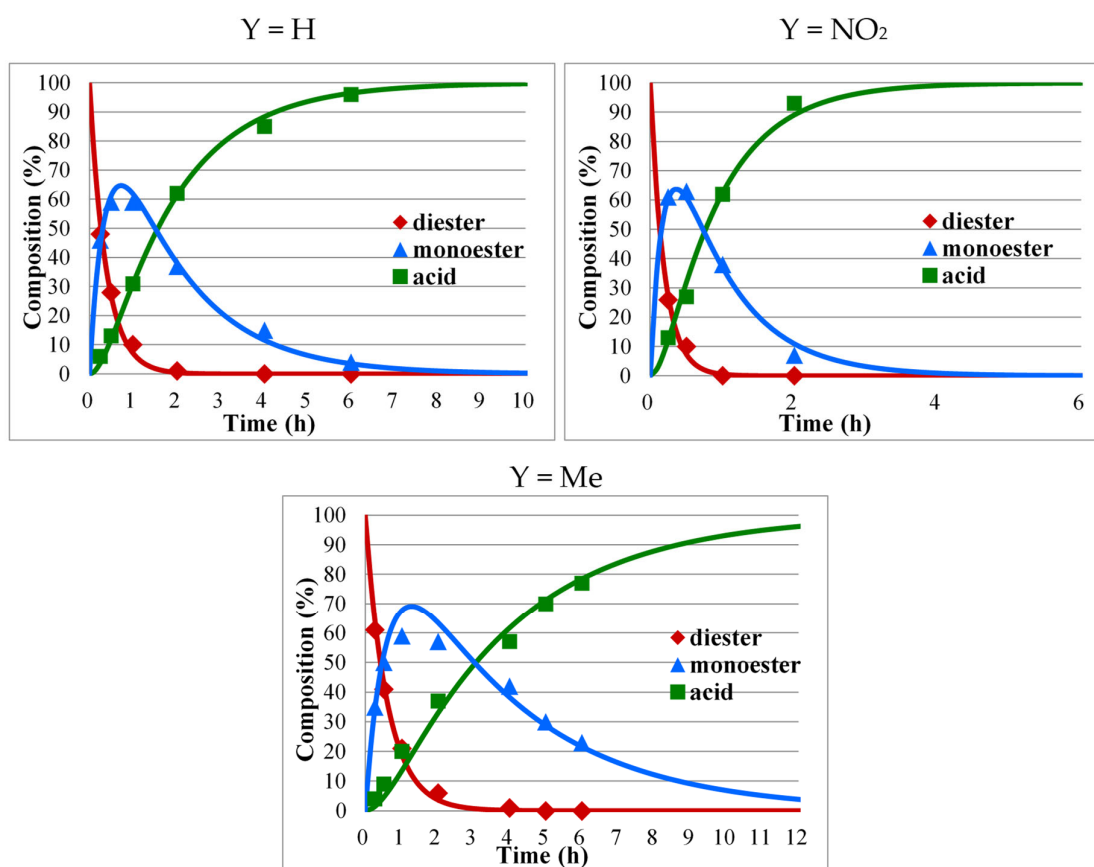 Y = H
100
90
80
70
60
50
40
30
20
10
0
Composition (%)
diester
monoester
acid
0 1 2 3 4 5 6 7 8 9 10
Time (h)
Y = NO₂
100
90
80
70
60
50
40
30
20
10
0
Composition (%)
diester
monoester
acid
0 2 4 6
Time (h)
Y = Me
100
90
80
70
60
50
40
30
20
10
0
Composition (%)
diester
monoester
acid
0 1 2 3 4 5 6 7 8 9 10 11 12
Time (h)